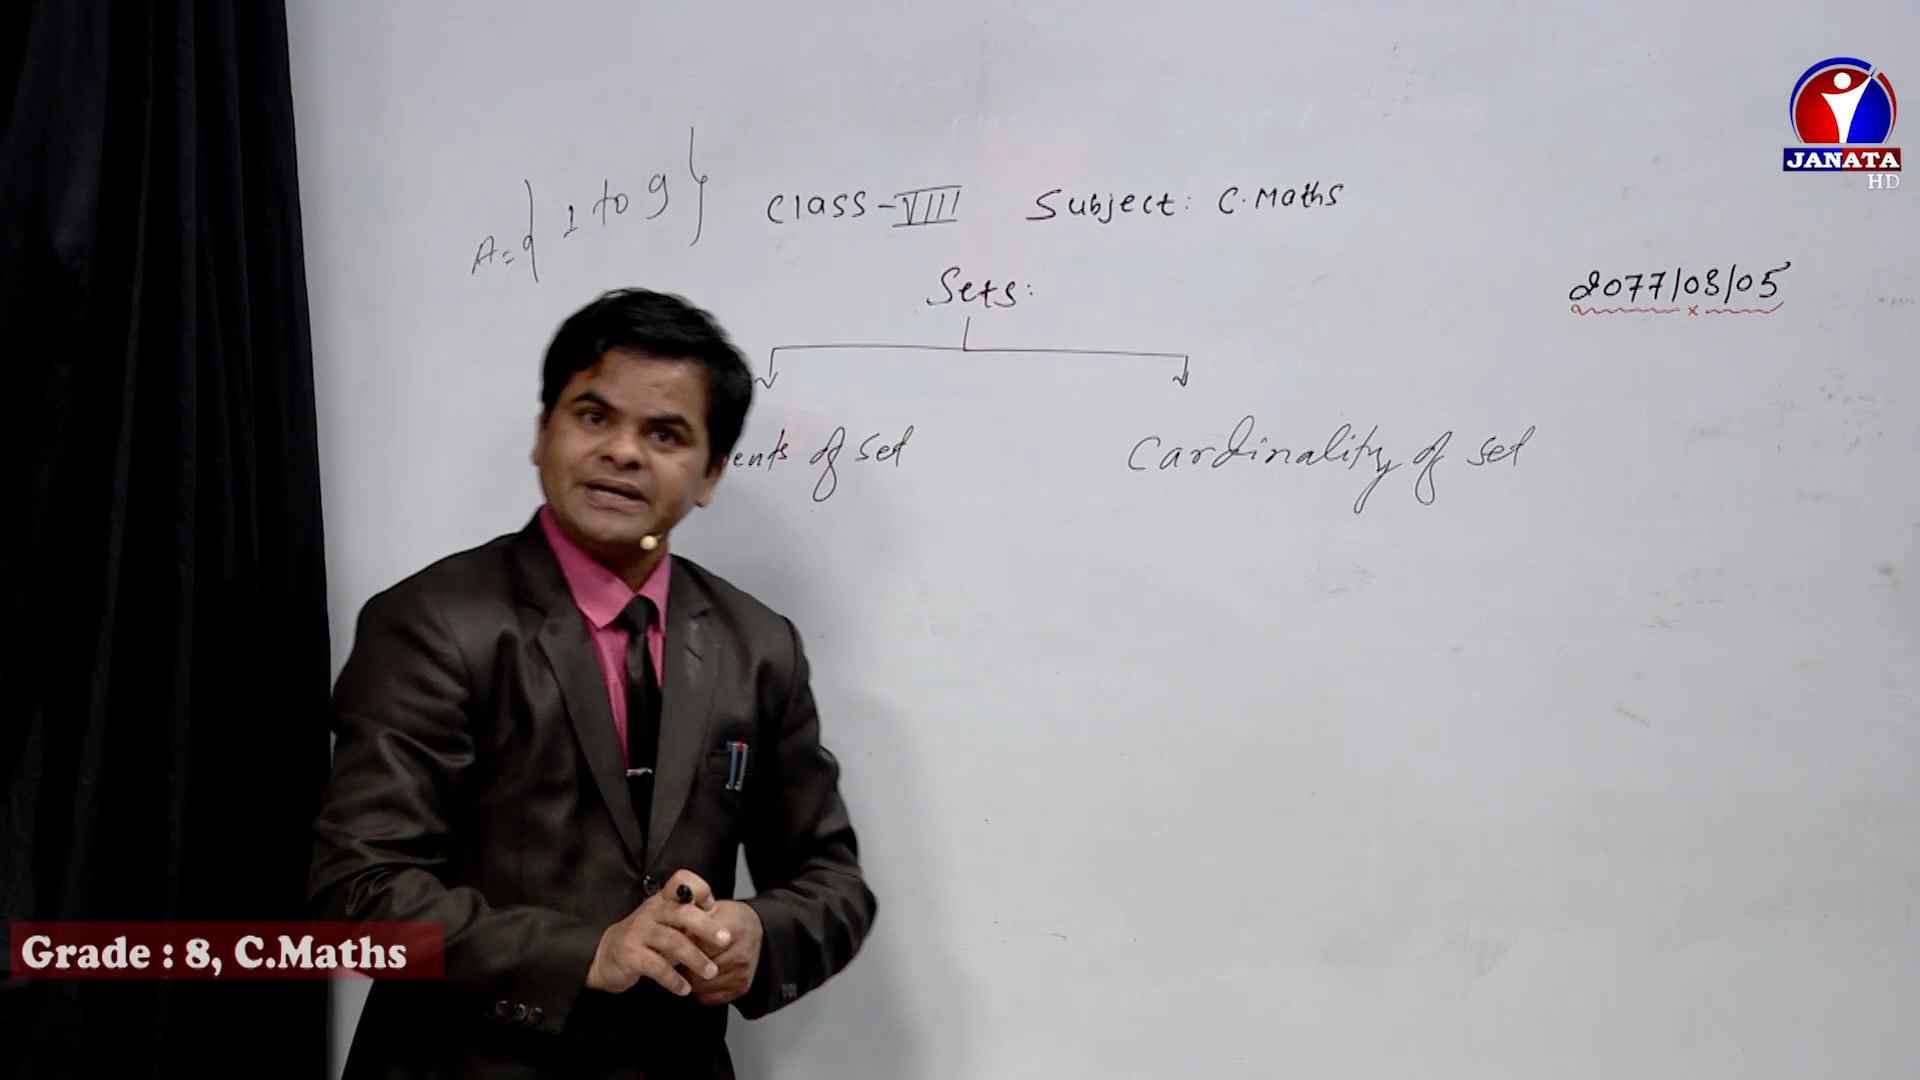 JANATA
HD
A = { 1 to 9 }
Class - VIII Subject: C. Maths
Sets:
2077/08/05
ents of set
Cardinality of set
Grade : 8, C.Maths